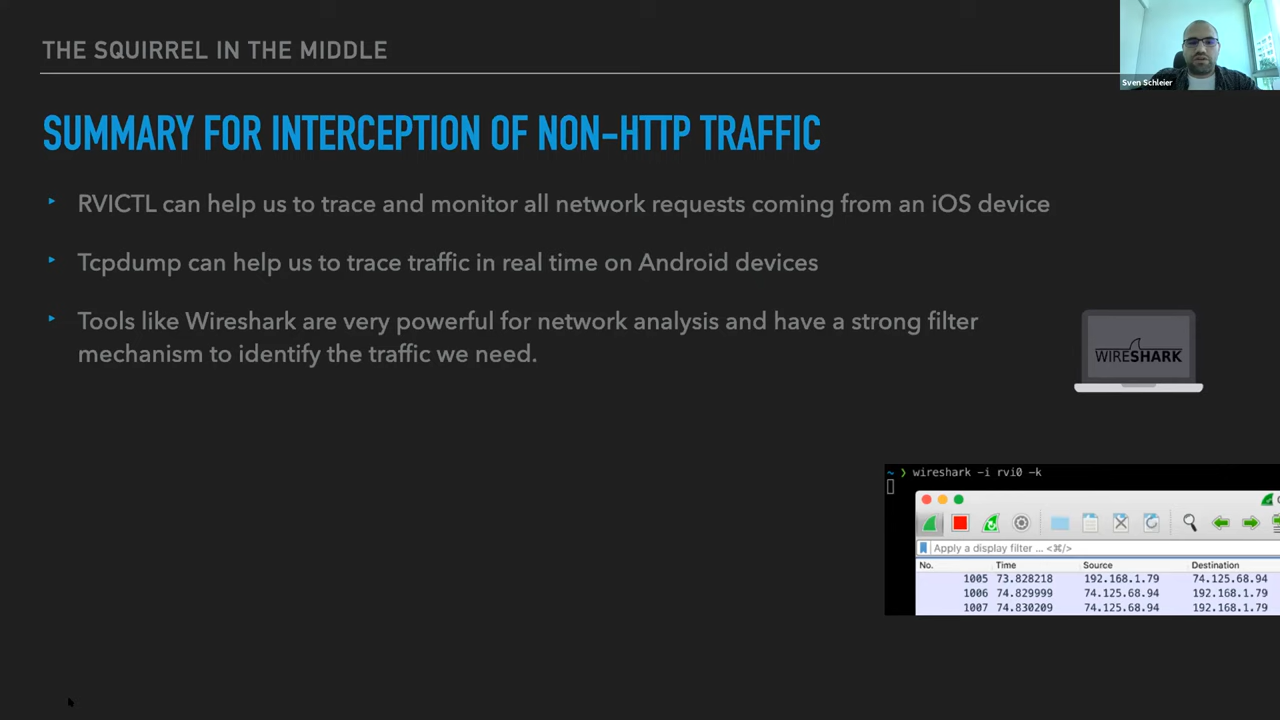 THE SQUIRREL IN THE MIDDLE
Sven Schleier
SUMMARY FOR INTERCEPTION OF NON-HTTP TRAFFIC
‣ RVICTL can help us to trace and monitor all network requests coming from an iOS device
‣ Tcpdump can help us to trace traffic in real time on Android devices
‣ Tools like Wireshark are very powerful for network analysis and have a strong filter
mechanism to identify the traffic we need.
WIRESHARK
~ ❯ wireshark -i rvi0 -k
Apply a display filter ... <⌘/>
No. Time Source Destination
1005 73.828218 192.168.1.79 74.125.68.94
1006 74.829999 74.125.68.94 192.168.1.79
1007 74.830209 74.125.68.94 192.168.1.79